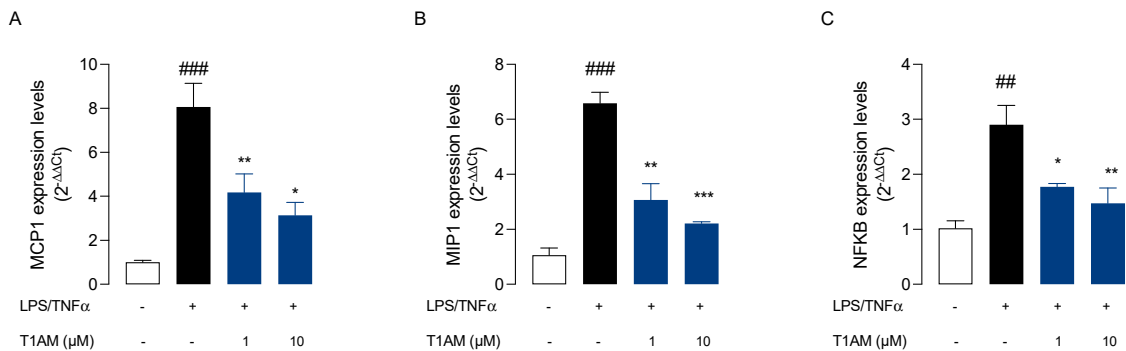 A
MCP1 expression levels
(2-ΔΔCt)
10
8
6
4
2
0
###
**
*
LPS/TNFα - + + +
T1AM (µM) - - 1 10
B
MIP1 expression levels
(2-ΔΔCt)
8
6
4
2
0
###
**
***
LPS/TNFα - + + +
T1AM (µM) - - 1 10
C
NFKB expression levels
(2-ΔΔCt)
4
3
2
1
0
##
*
**
LPS/TNFα - + + +
T1AM (µM) - - 1 10